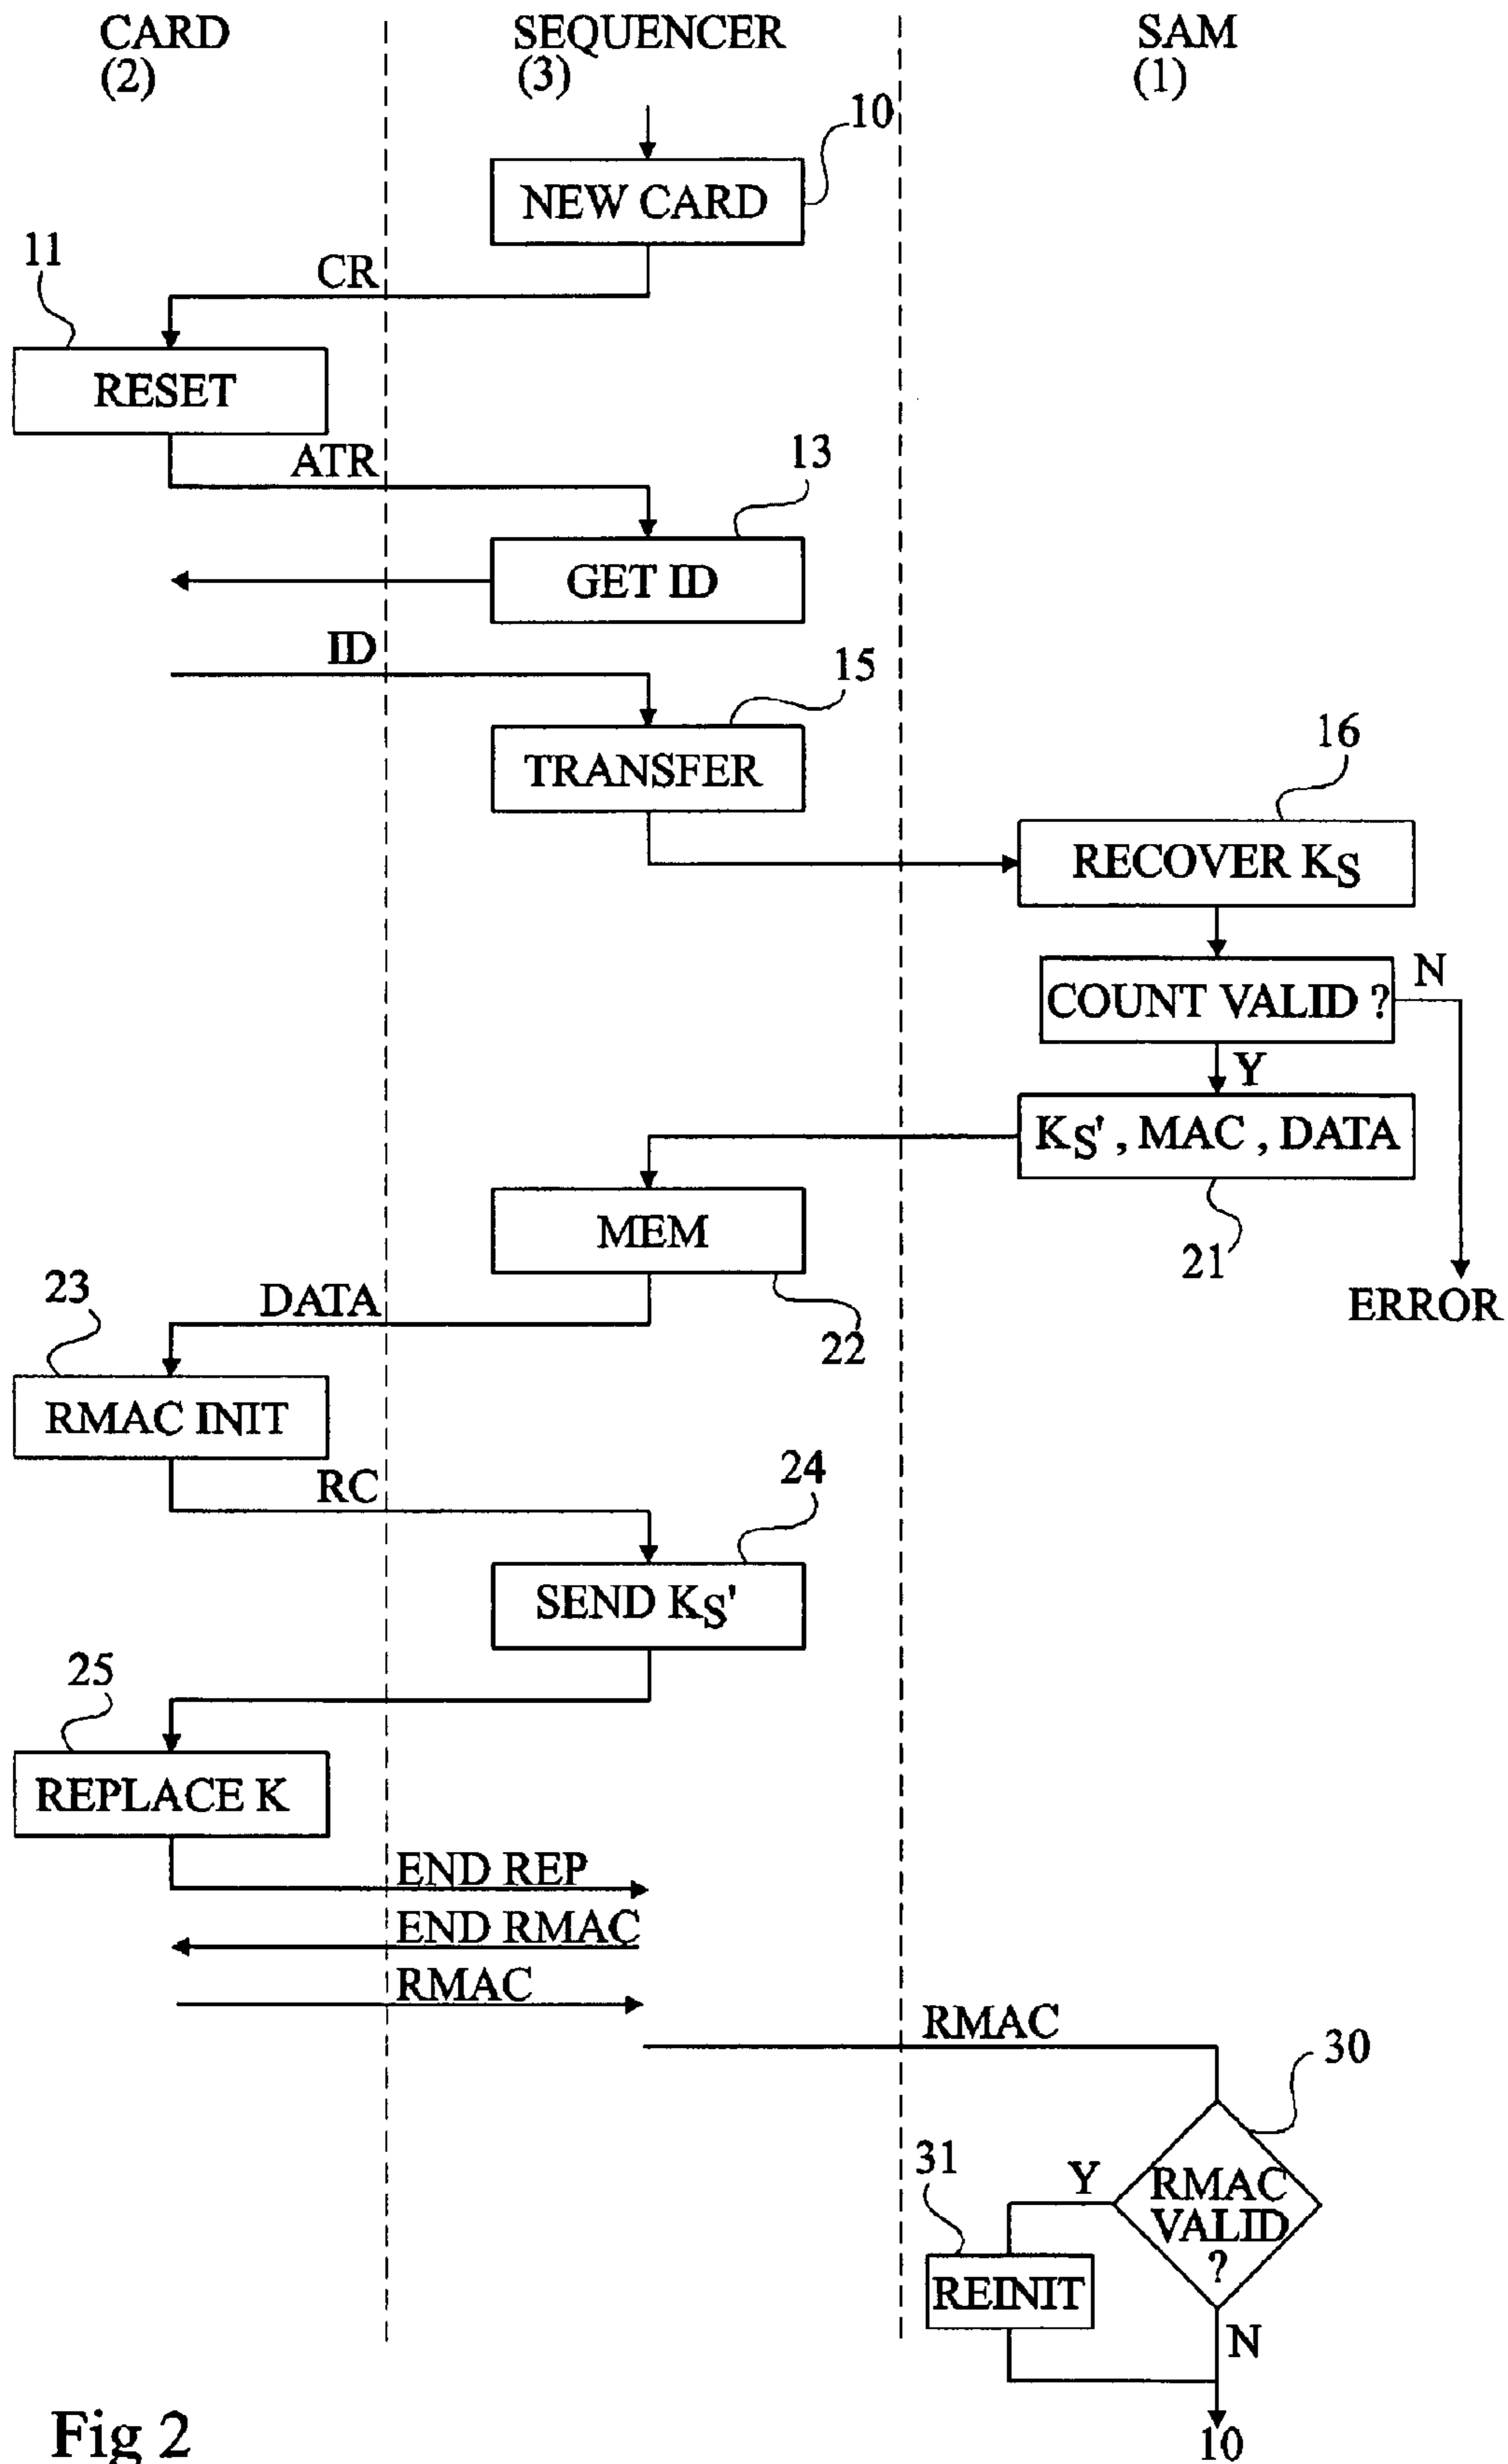 CARD
(2)
SEQUENCER
(3)
SAM
(1)
10
NEW CARD
11
CR
RESET
ATR
13
GET ID
ID
15
TRANSFER
16
RECOVER KS
COUNT VALID ?
N
Y
KS' , MAC , DATA
MEM
21
ERROR
23
DATA
22
RMAC INIT
RC
24
SEND KS'
25
REPLACE K
END REP
END RMAC
RMAC
RMAC
30
31
Y
RMAC
VALID
?
REINIT
N
10
Fig 2